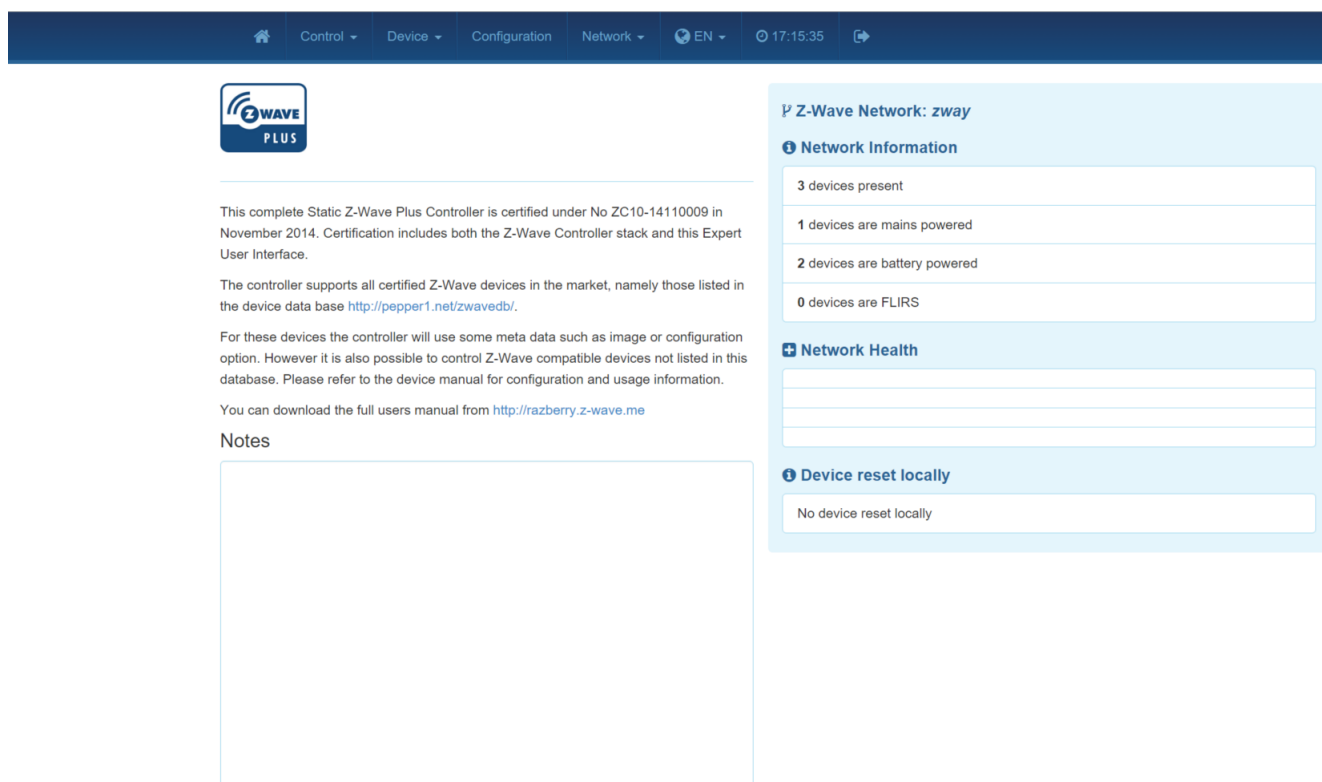 Control
Device
Configuration
Network
EN
17:15:35
Z WAVE
PLUS
This complete Static Z-Wave Plus Controller is certified under No ZC10-14110009 in
November 2014. Certification includes both the Z-Wave Controller stack and this Expert
User Interface.
The controller supports all certified Z-Wave devices in the market, namely those listed in
the device data base http://pepper1.net/zwavedb/.
For these devices the controller will use some meta data such as image or configuration
option. However it is also possible to control Z-Wave compatible devices not listed in this
database. Please refer to the device manual for configuration and usage information.
You can download the full users manual from http://razberry.z-wave.me
Notes
Z-Wave Network: zway
Network Information
3 devices present
1 devices are mains powered
2 devices are battery powered
0 devices are FLIRS
Network Health
Device reset locally
No device reset locally